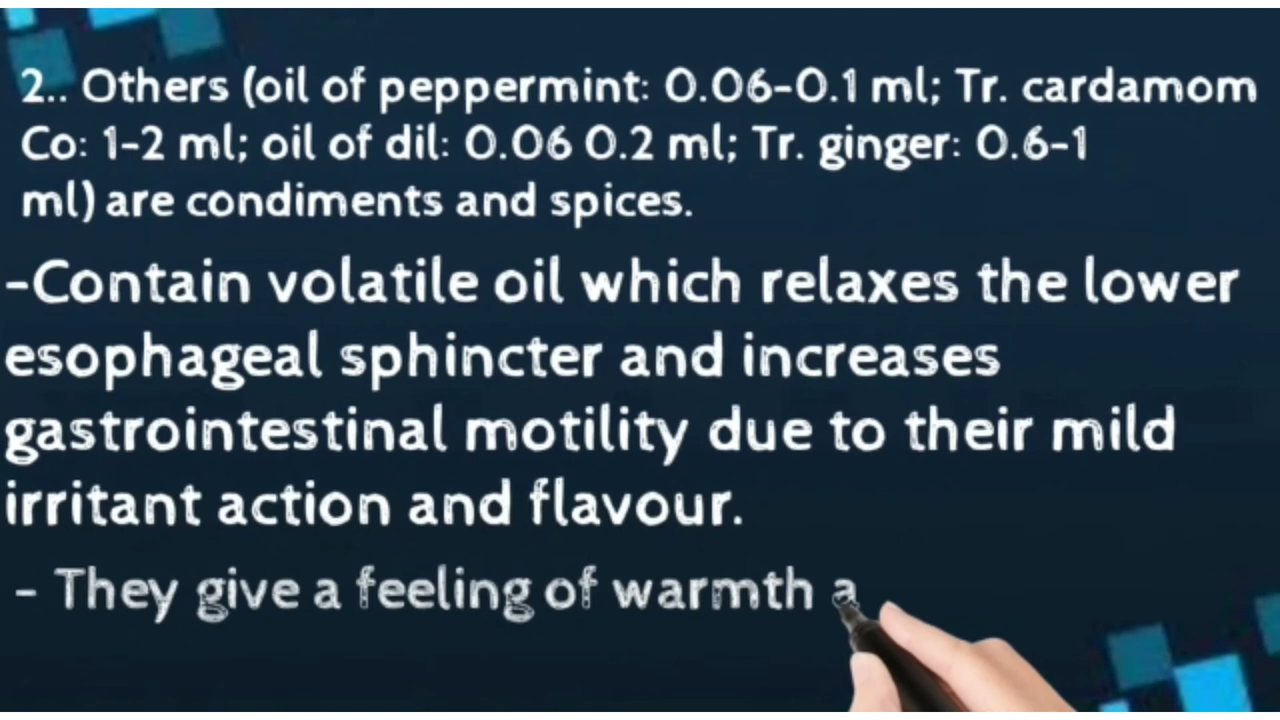 2.. Others (oil of peppermint: 0.06-0.1 ml; Tr. cardamom
Co: 1-2 ml; oil of dil: 0.06 0.2 ml; Tr. ginger: 0.6-1
ml) are condiments and spices.
-Contain volatile oil which relaxes the lower
esophageal sphincter and increases
gastrointestinal motility due to their mild
irritant action and flavour.
- They give a feeling of warmth a